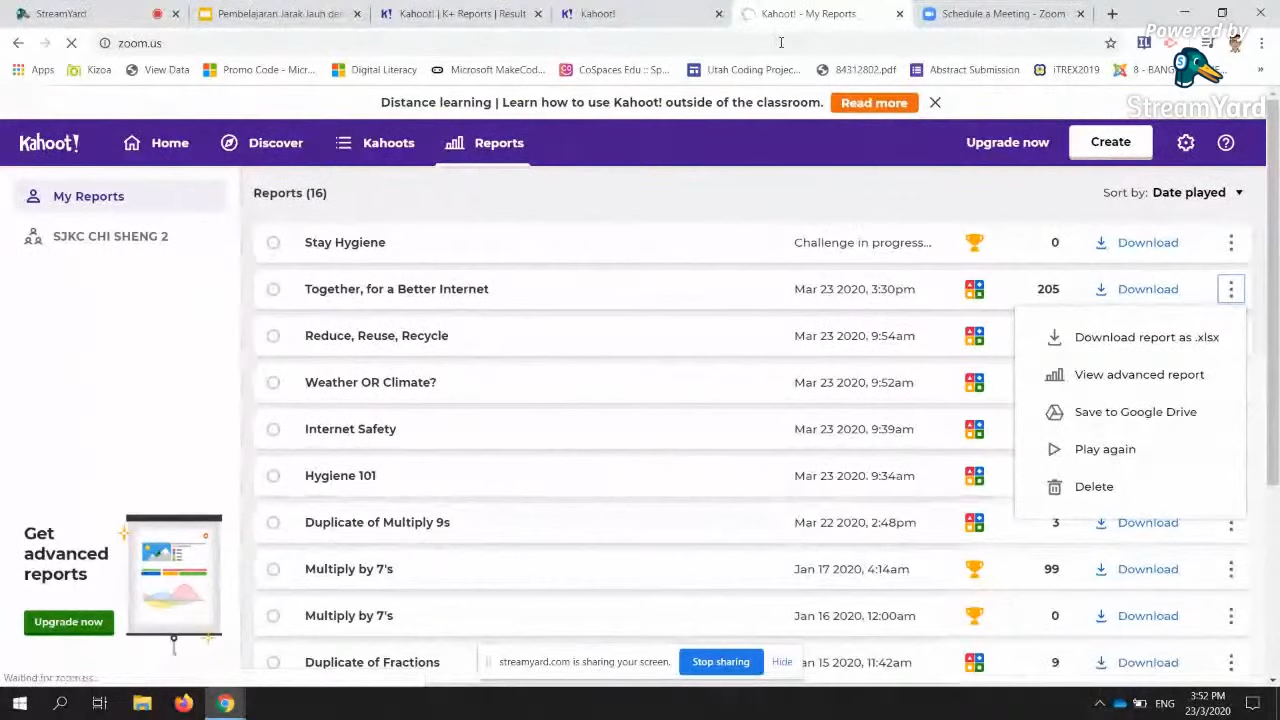 StreamYard
Pembelajaran Jarak Jauh der
Kahoot! | K+ Reports | Result
Kahoot!
Kahoot! - My Reports
Schedule a Meeting - Zoom
zoom.us
Powered by
StreamYard
Apps
Kizoa
View Data
Promo Code - Micr...
Digital Literacy
Microsoft MakeCod...
CoSpaces Edu :: Sp...
Utah Coding Projec...
84312802.pdf
Abstract Submission
iTREX2019
8 - BANG
Distance learning | Learn how to use Kahoot! outside of the classroom.
Read more
Kahoot!
Home
Discover
Kahoots
Reports
Upgrade now
Create
My Reports
SJKC CHI SHENG 2
Reports (16)
Sort by: Date played
Stay Hygiene Challenge in progress... 0 Download
Together, for a Better Internet Mar 23 2020, 3:30pm 205 Download
Reduce, Reuse, Recycle Mar 23 2020, 9:54am
Weather OR Climate? Mar 23 2020, 9:52am
Internet Safety Mar 23 2020, 9:39am
Hygiene 101 Mar 23 2020, 9:34am
Duplicate of Multiply 9s Mar 22 2020, 2:48pm 3 Download
Multiply by 7's Jan 17 2020, 4:14am 99 Download
Multiply by 7's Jan 16 2020, 12:00am 0 Download
Duplicate of Fractions an 15 2020, 11:42am 9 Download
Download report as .xlsx
View advanced report
Save to Google Drive
Play again
Delete
Get
advanced
reports
Upgrade now
streamyard.com is sharing your screen.
Stop sharing
Hide
Waiting for zoom.us...
ENG
3:52 PM
23/3/2020